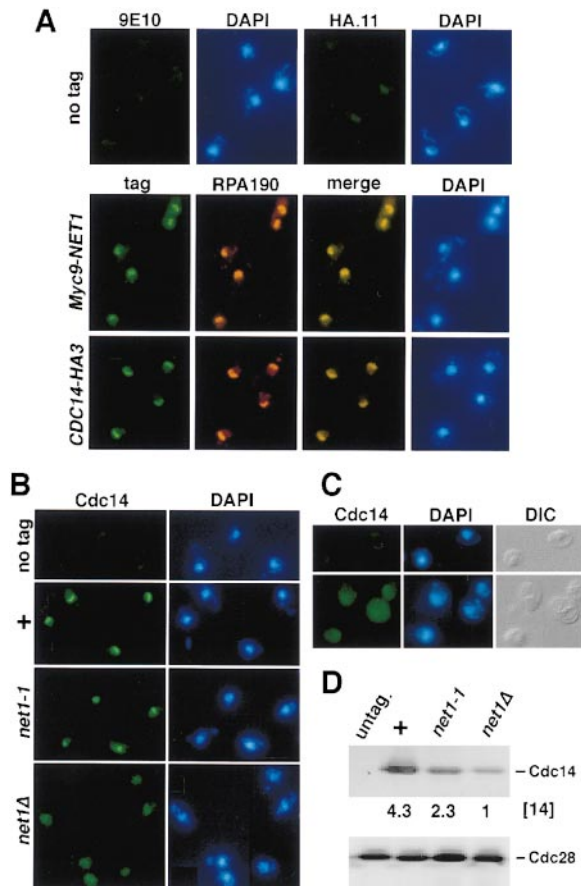 A
9E10 DAPI HA.11 DAPI
no tag
tag RPA190 merge DAPI
Myc9-NET1
CDC14-HA3
B
Cdc14 DAPI
no tag
+
net1-1
net1Δ
C
Cdc14 DAPI DIC
D
untag. + net1-1 net1Δ
– Cdc14
4.3 2.3 1 [14]
– Cdc28